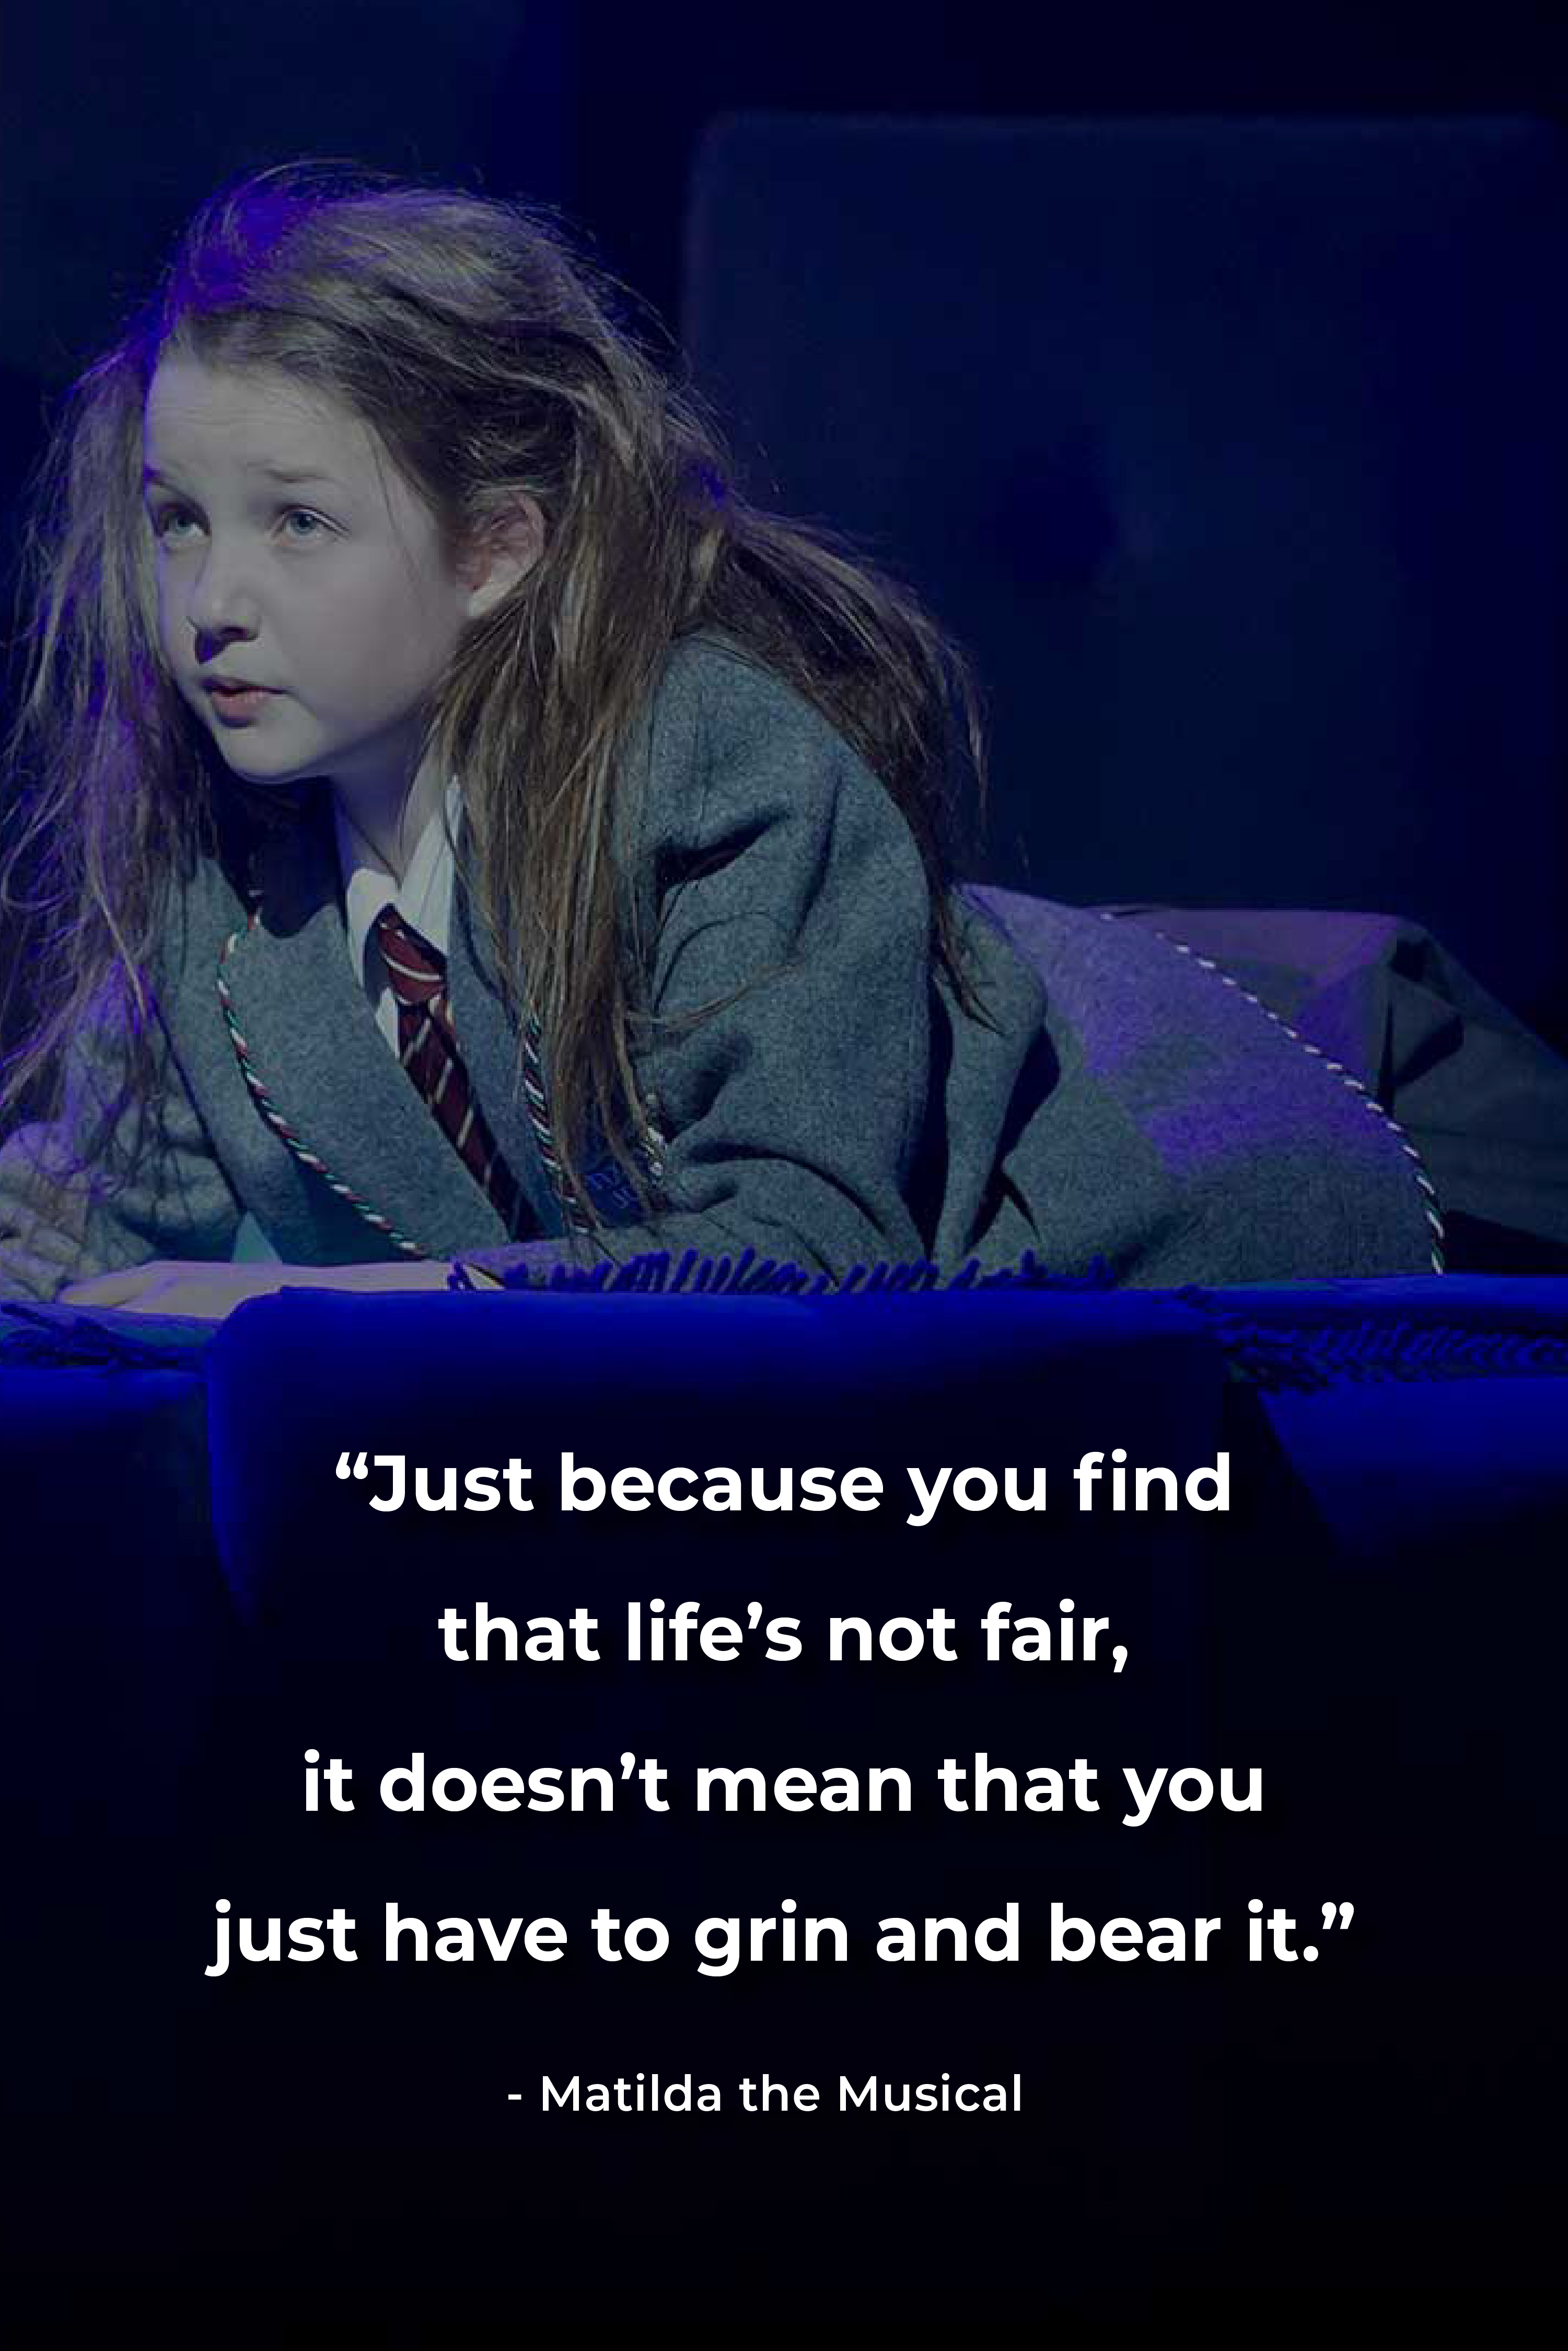 “Just because you find
that life’s not fair,
it doesn’t mean that you
just have to grin and bear it.”
- Matilda the Musical